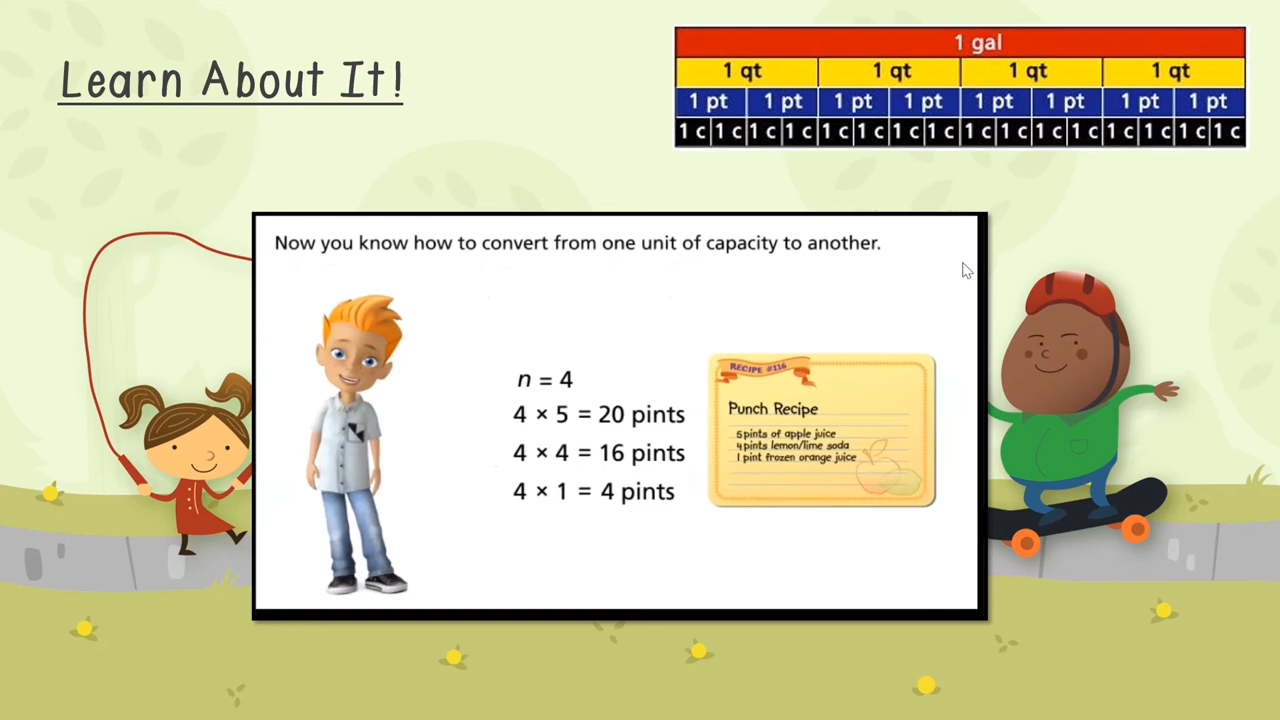 Learn About It!
1 gal
1 qt 1 qt 1 qt 1 qt
1 pt 1 pt 1 pt 1 pt 1 pt 1 pt 1 pt 1 pt
1 c 1 c 1 c 1 c 1 c 1 c 1 c 1 c 1 c 1 c 1 c 1 c 1 c 1 c 1 c 1 c
Now you know how to convert from one unit of capacity to another.
n = 4
4 × 5 = 20 pints
4 × 4 = 16 pints
4 × 1 = 4 pints
RECIPE #116
Punch Recipe
5 pints of apple juice
4 pints lemon/lime soda
1 pint frozen orange juice